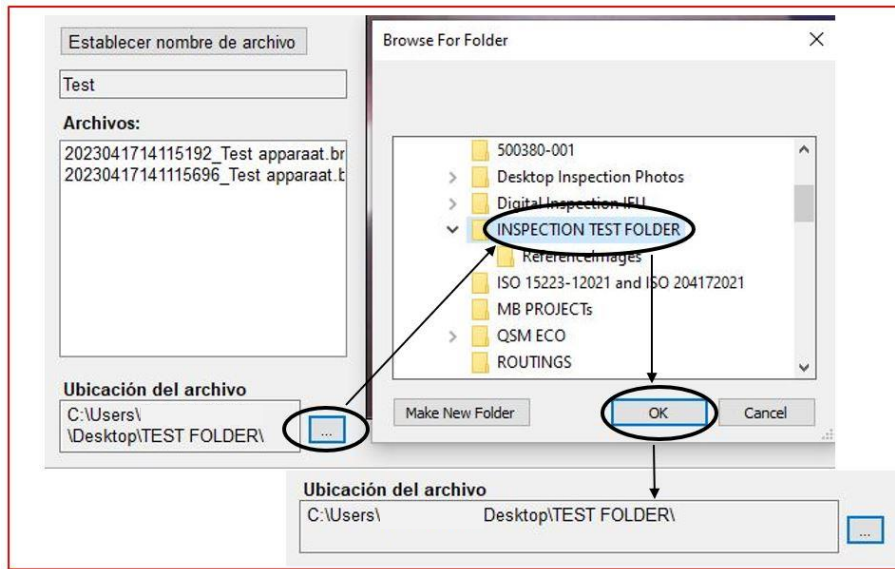 Establecer nombre de archivo
Test
Archivos:
2023041714115192_Test apparaat.br
20230417141115696_Test apparaat.t
Ubicación del archivo
C:\Users\
\Desktop\TEST FOLDER\
...
Browse For Folder
500380-001
Desktop Inspection Photos
Digital Inspection IFU
INSPECTION TEST FOLDER
ReferenceImages
ISO 15223-12021 and ISO 204172021
MB PROJECTs
QSM ECO
ROUTINGS
Make New Folder
OK
Cancel
Ubicación del archivo
C:\Users\ Desktop\TEST FOLDER\
...